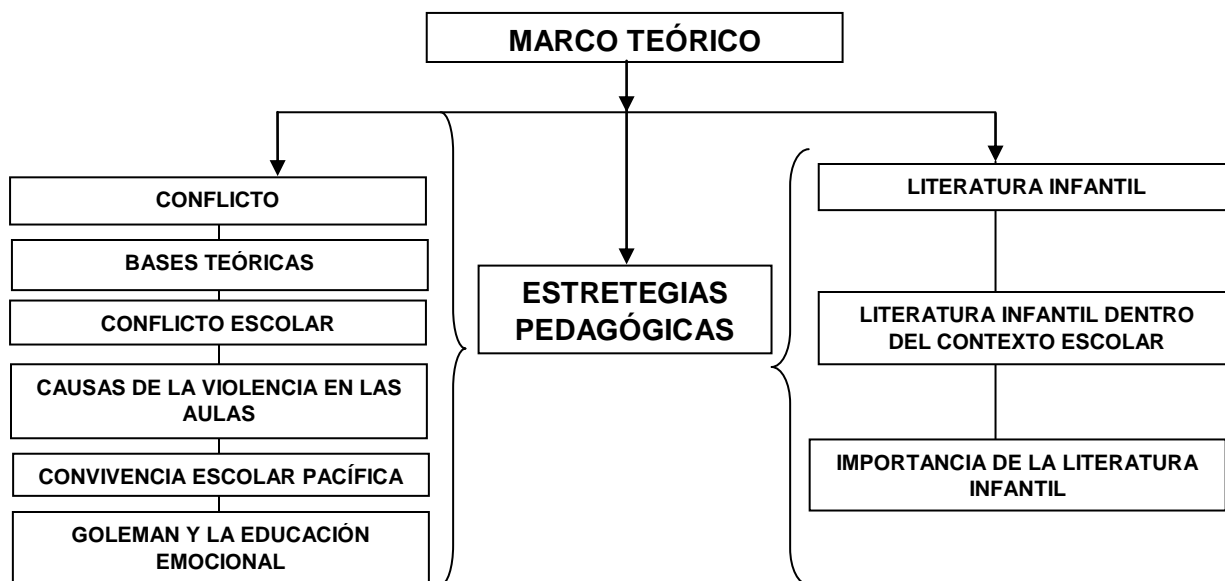 MARCO TEÓRICO
CONFLICTO
BASES TEÓRICAS
CONFLICTO ESCOLAR
CAUSAS DE LA VIOLENCIA EN LAS
AULAS
CONVIVENCIA ESCOLAR PACÍFICA
GOLEMAN Y LA EDUCACIÓN
EMOCIONAL
ESTRETEGIAS
PEDAGÓGICAS
LITERATURA INFANTIL
LITERATURA INFANTIL DENTRO
DEL CONTEXTO ESCOLAR
IMPORTANCIA DE LA LITERATURA
INFANTIL